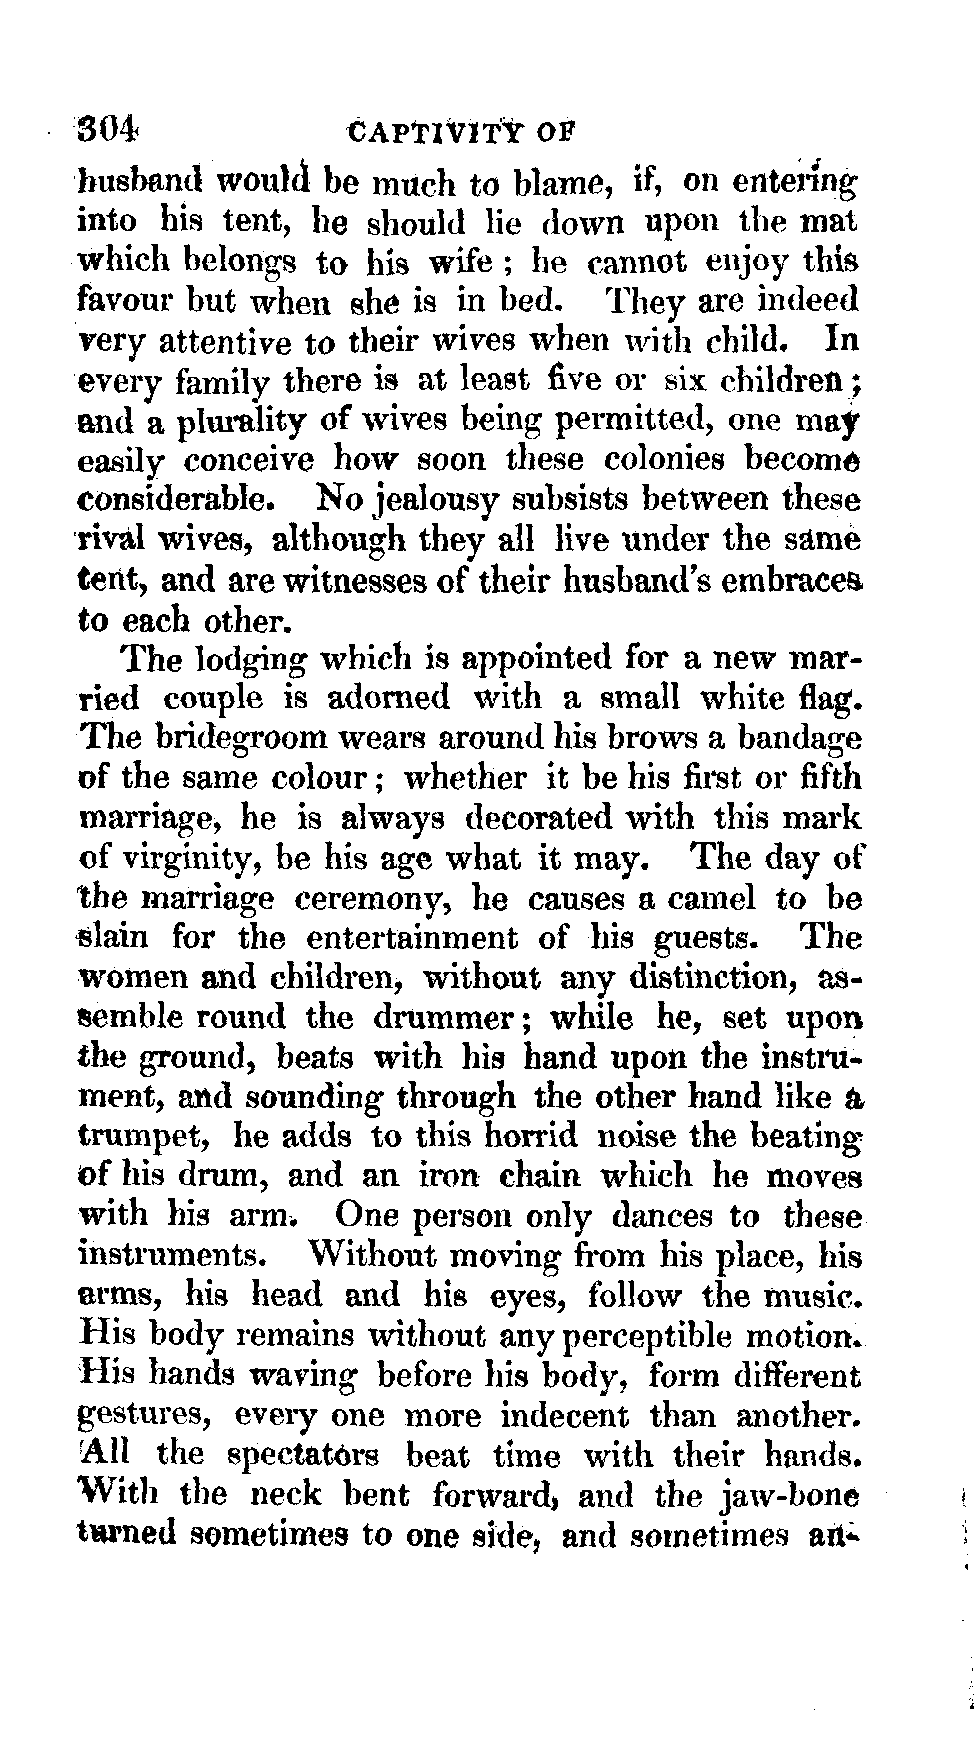 304 CAPTIVITY OF
husband would be much to blame, if, on entering
into his tent, he should lie down upon the mat
which belongs to his wife ; he cannot enjoy this
favour but when she is in bed. They are indeed
very attentive to their wives when with child. In
every family there is at least five or six children ;
and a plurality of wives being permitted, one may
easily conceive how soon these colonies become
considerable. No jealousy subsists between these
rival wives, although they all live under the same
tent, and are witnesses of their husband's embraces
to each other.
The lodging which is appointed for a new mar-
ried couple is adorned with a small white flag.
The bridegroom wears around his brows a bandage
of the same colour ; whether it be his first or fifth
marriage, he is always decorated with this mark
of virginity, be his age what it may. The day of
the marriage ceremony, he causes a camel to be
slain for the entertainment of his guests. The
women and children, without any distinction, as-
semble round the drummer ; while he, set upon
the ground, beats with his hand upon the instru-
ment, and sounding through the other hand like a
trumpet, he adds to this horrid noise the beating
of his drum, and an iron chain which he moves
with his arm. One person only dances to these
instruments. Without moving from his place, his
arms, his head and his eyes, follow the music.
His body remains without any perceptible motion.
His hands waving before his body, form different
gestures, every one more indecent than another.
All the spectators beat time with their hands.
With the neck bent forward, and the jaw-bone
turned sometimes to one side, and sometimes an-